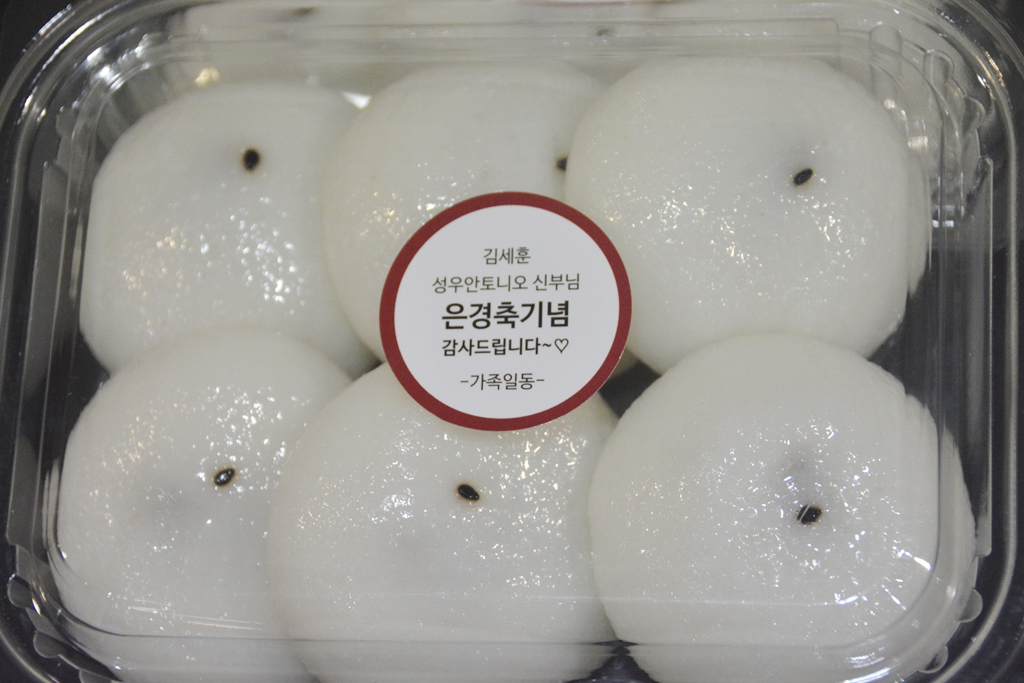 김세훈
성우안토니오 신부님
은경축기념
감사드립니다~♡
-가족일동-